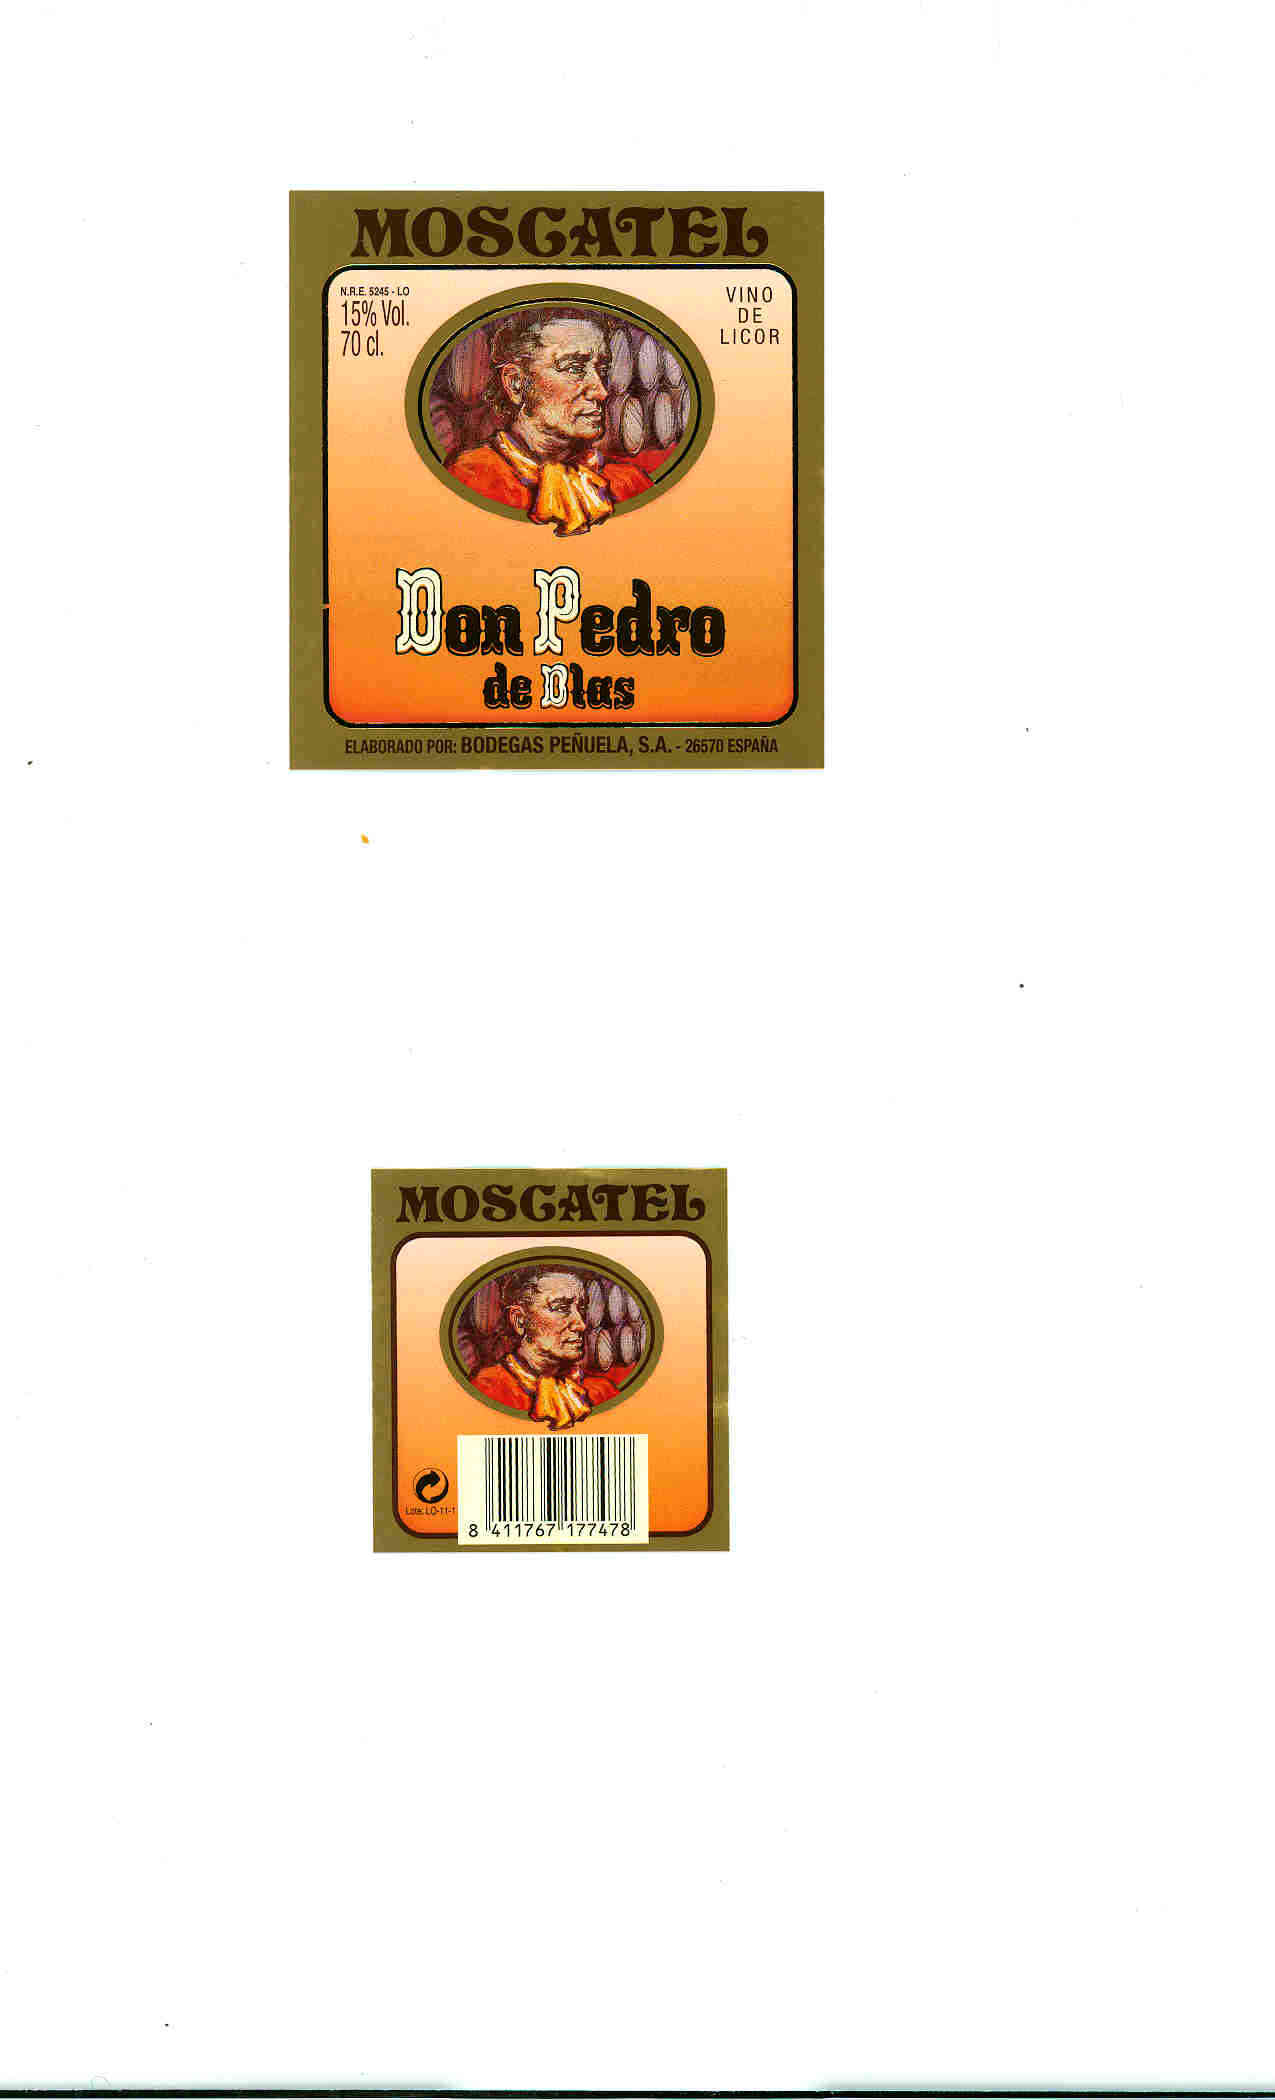 MOSCATEL
N.R.E. 5245 - LO
15% Vol.
70 cl.
VINO
DE
LICOR
Don Pedro
de Blas
ELABORADO POR: BODEGAS PEÑUELA, S.A. - 26570 ESPAÑA
MOSCATEL
Lote: LO-11-1
8 411767 177478